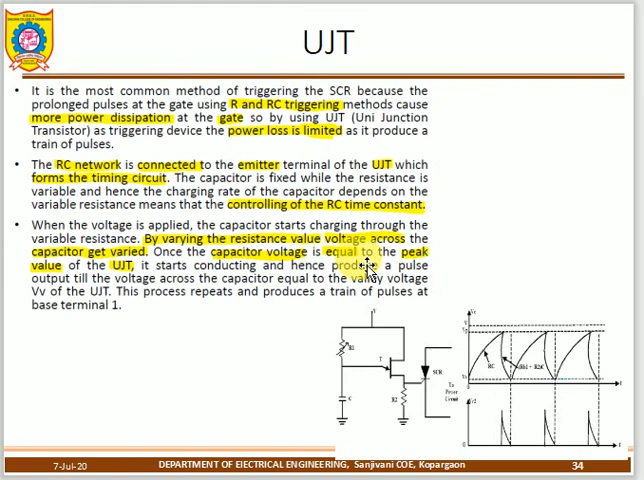 UJT
• It is the most common method of triggering the SCR because the
prolonged pulses at the gate using R and RC triggering methods cause
more power dissipation at the gate so by using UJT (Uni Junction
Transistor) as triggering device the power loss is limited as it produce a
train of pulses.
• The RC network is connected to the emitter terminal of the UJT which
forms the timing circuit. The capacitor is fixed while the resistance is
variable and hence the charging rate of the capacitor depends on the
variable resistance means that the controlling of the RC time constant.
• When the voltage is applied, the capacitor starts charging through the
variable resistance. By varying the resistance value voltage across the
capacitor get varied. Once the capacitor voltage is equal to the peak
value of the UJT, it starts conducting and hence produce a pulse
output till the voltage across the capacitor equal to the valley voltage
Vv of the UJT. This process repeats and produces a train of pulses at
base terminal 1.
V
R1
T
SCR
To
Power
Circuit
R2
C
Vc
V
Vp
Vv
RC
t
0
t
7-Jul-20
DEPARTMENT OF ELECTRICAL ENGINEERING, Sanjivani COE, Kopargaon
34